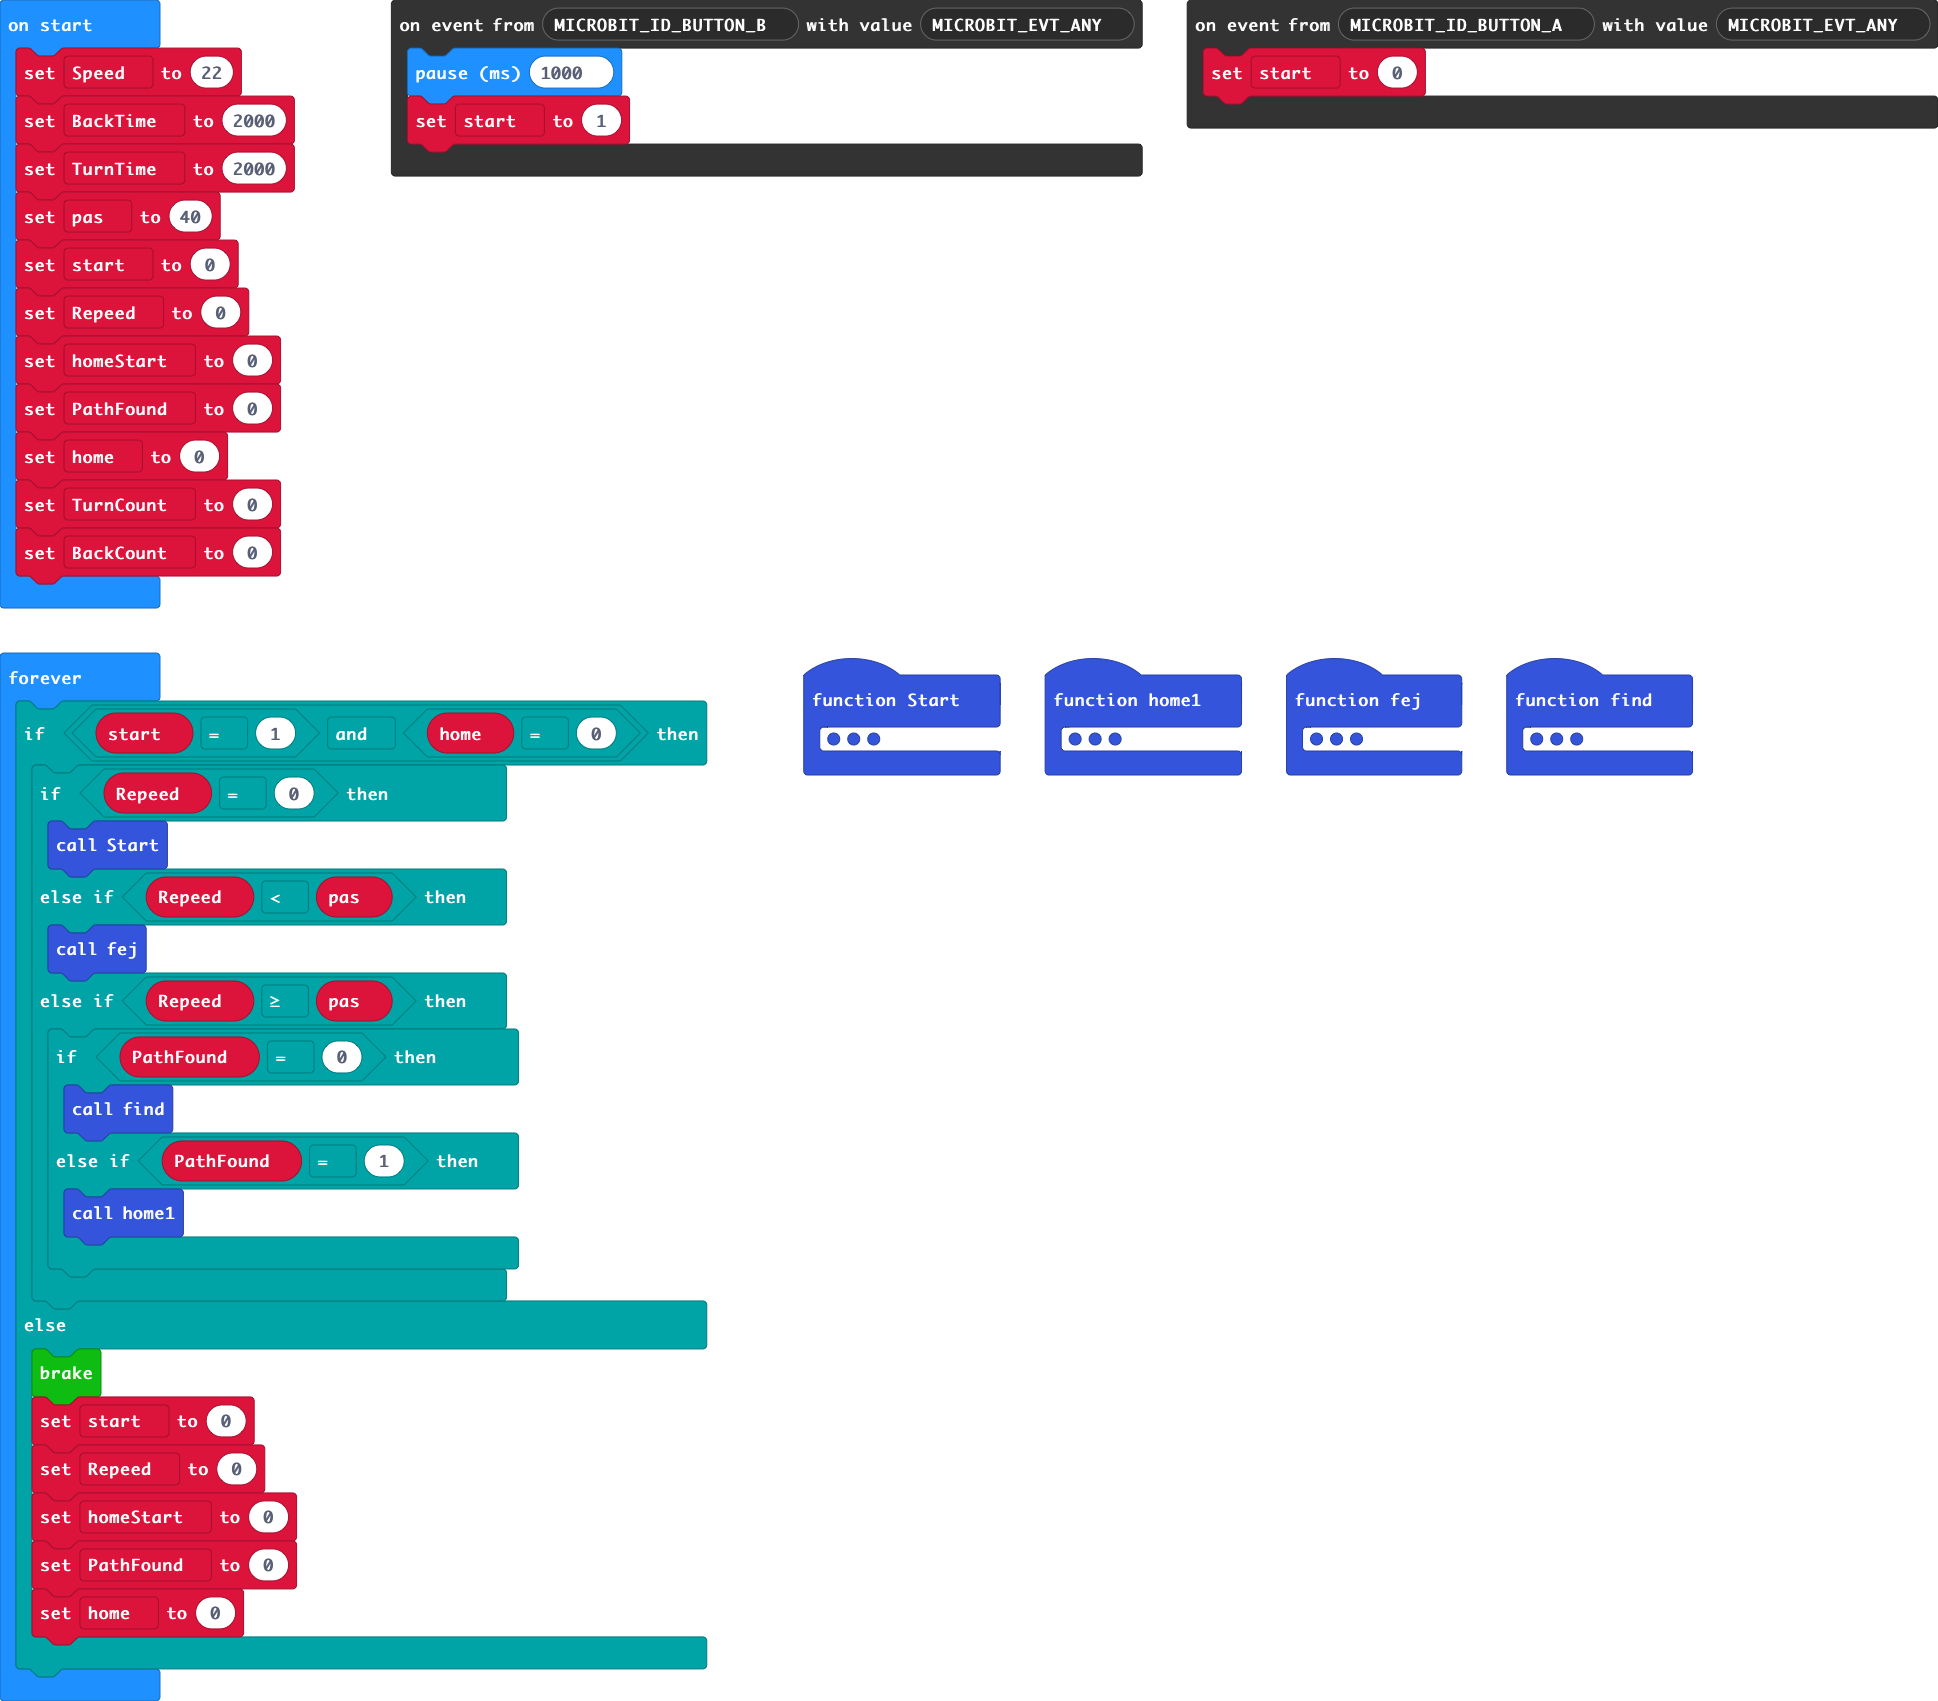 on start
set Speed to 22
set BackTime to 2000
set TurnTime to 2000
set pas to 40
set start to 0
set Repeed to 0
set homeStart to 0
set PathFound to 0
set home to 0
set TurnCount to 0
set BackCount to 0
on event from MICROBIT_ID_BUTTON_B with value MICROBIT_EVT_ANY
pause (ms) 1000
set start to 1
on event from MICROBIT_ID_BUTTON_A with value MICROBIT_EVT_ANY
set start to 0
forever
if start = 1 and home = 0 then
if Repeed = 0 then
call Start
else if Repeed < pas then
call fej
else if Repeed ≥ pas then
if PathFound = 0 then
call find
else if PathFound = 1 then
call home1
else
brake
set start to 0
set Repeed to 0
set homeStart to 0
set PathFound to 0
set home to 0
function Start
function home1
function fej
function find